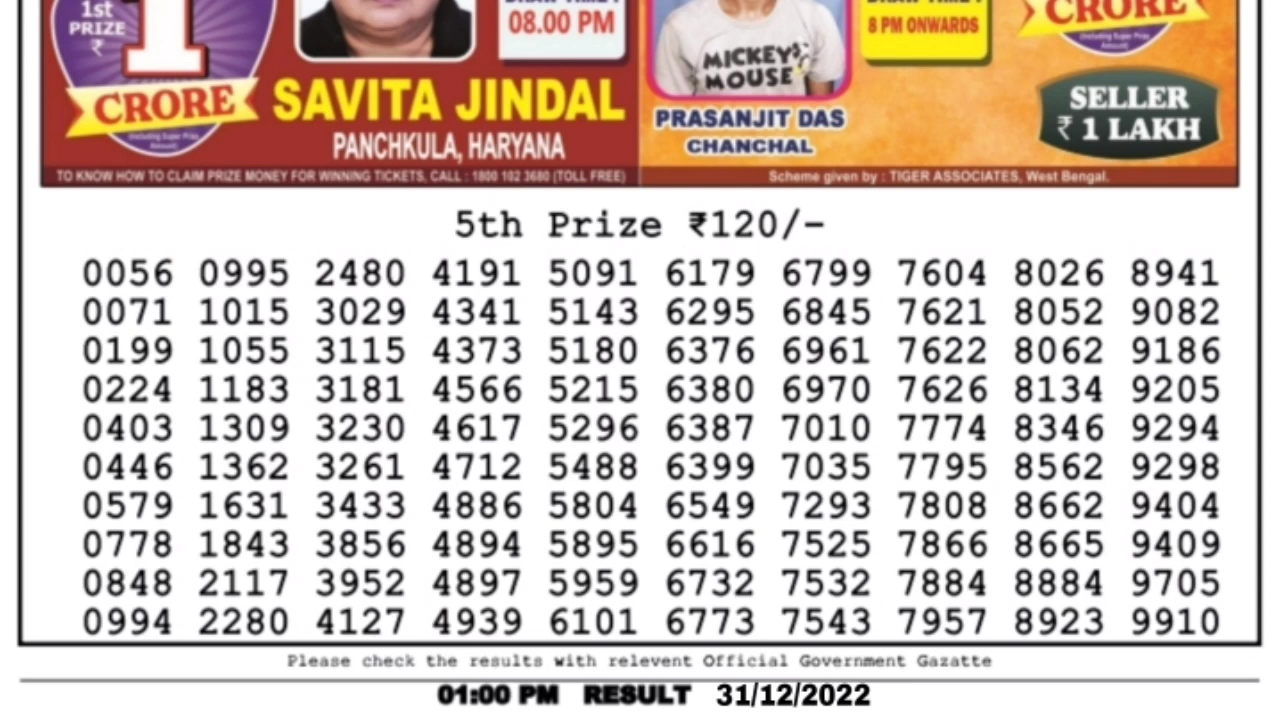 1st
PRIZE
₹
1
CRORE
(Including Super Prize Amount)
SAVITA JINDAL
PANCHKULA, HARYANA
08.00 PM
MICKEY
MOUSE
PRASANJIT DAS
CHANCHAL
8 PM ONWARDS
CRORE
(Including Super Prize Amount)
SELLER
₹ 1 LAKH
TO KNOW HOW TO CLAIM PRIZE MONEY FOR WINNING TICKETS, CALL : 1800 102 3680 (TOLL FREE)
Scheme given by : TIGER ASSOCIATES, West Bengal.
5th Prize ₹120/-
0056 0995 2480 4191 5091 6179 6799 7604 8026 8941
0071 1015 3029 4341 5143 6295 6845 7621 8052 9082
0199 1055 3115 4373 5180 6376 6961 7622 8062 9186
0224 1183 3181 4566 5215 6380 6970 7626 8134 9205
0403 1309 3230 4617 5296 6387 7010 7774 8346 9294
0446 1362 3261 4712 5488 6399 7035 7795 8562 9298
0579 1631 3433 4886 5804 6549 7293 7808 8662 9404
0778 1843 3856 4894 5895 6616 7525 7866 8665 9409
0848 2117 3952 4897 5959 6732 7532 7884 8884 9705
0994 2280 4127 4939 6101 6773 7543 7957 8923 9910
Please check the results with relevent Official Government Gazatte
01:00 PM RESULT 31/12/2022